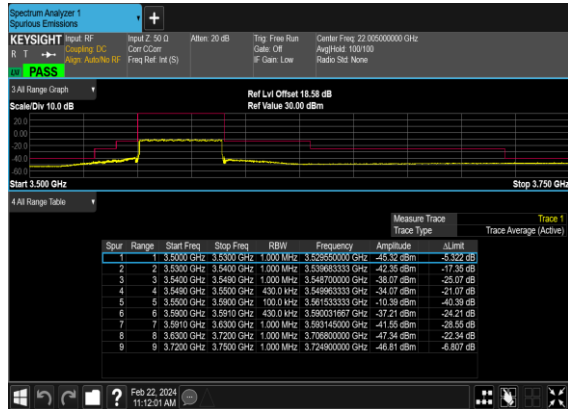 Spectrum Analyzer 1
Spurious Emissions
KEYSIGHT Input: RF Input Z: 50 Ω Atten: 20 dB Trig: Free Run Center Freq: 22.005000000 GHz
R T Coupling: DC Corr CCorr Gate: Off Avg|Hold: 100/100
Align: Auto/No RF Freq Ref: Int (S) IF Gain: Low Radio Std: None
PASS
3 All Range Graph
Ref Lvl Offset 18.58 dB
Scale/Div 10.0 dB Ref Value 30.00 dBm
20.0
0.00
-20.0
-40.0
Start 3.500 GHz Stop 3.750 GHz
4 All Range Table
Measure Trace Trace 1
Trace Type Trace Average (Active)
Spur Range Start Freq Stop Freq RBW Frequency Amplitude ΔLimit
1 1 3.5000 GHz 3.5300 GHz 1.000 MHz 3.529550000 GHz -45.32 dBm -5.322 dB
2 2 3.5300 GHz 3.5400 GHz 1.000 MHz 3.539683333 GHz -42.35 dBm -17.35 dB
3 3 3.5400 GHz 3.5490 GHz 1.000 MHz 3.548700000 GHz -38.07 dBm -25.07 dB
4 4 3.5490 GHz 3.5500 GHz 430.0 kHz 3.549963333 GHz -34.07 dBm -21.07 dB
5 5 3.5500 GHz 3.5900 GHz 100.0 kHz 3.561533333 GHz -10.39 dBm -40.39 dB
6 6 3.5900 GHz 3.5910 GHz 430.0 kHz 3.590031667 GHz -37.21 dBm -24.21 dB
7 7 3.5910 GHz 3.6300 GHz 1.000 MHz 3.593145000 GHz -41.55 dBm -28.55 dB
8 8 3.6300 GHz 3.7200 GHz 1.000 MHz 3.706800000 GHz -47.34 dBm -22.34 dB
9 9 3.7200 GHz 3.7500 GHz 1.000 MHz 3.724900000 GHz -46.81 dBm -6.807 dB
Feb 22, 2024
11:12:01 AM